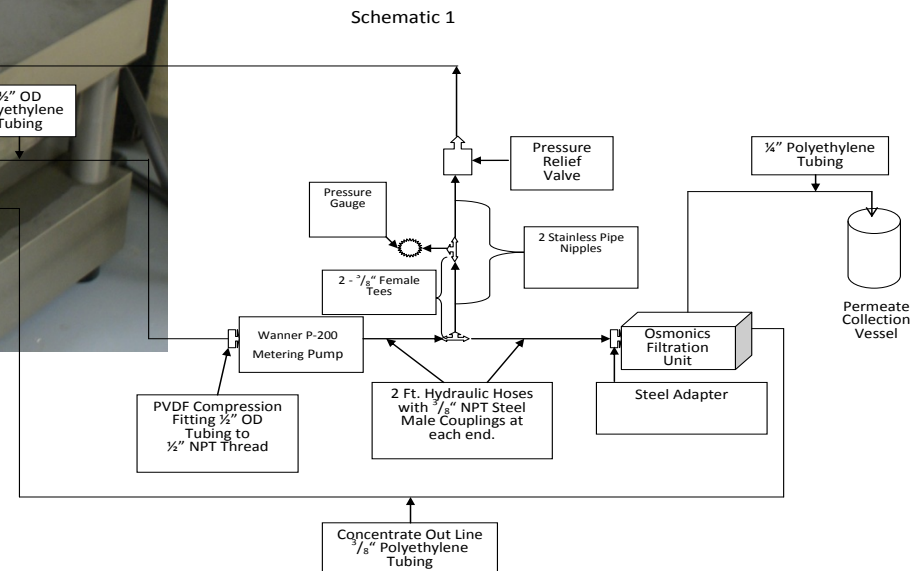 Schematic 1
½” OD
Tubing
Pressure
Relief
Valve
¼” Polyethylene
Tubing
Pressure
Gauge
2 Stainless Pipe
Nipples
2 - ³/₈“ Female
Tees
Permeate
Collection
Vessel
Wanner P-200
Metering Pump
Osmonics
Filtration
Unit
PVDF Compression
Fitting ½” OD
Tubing to
½” NPT Thread
2 Ft. Hydraulic Hoses
with ³/₈“ NPT Steel
Male Couplings at
each end.
Steel Adapter
Concentrate Out Line
³/₈“ Polyethylene
Tubing